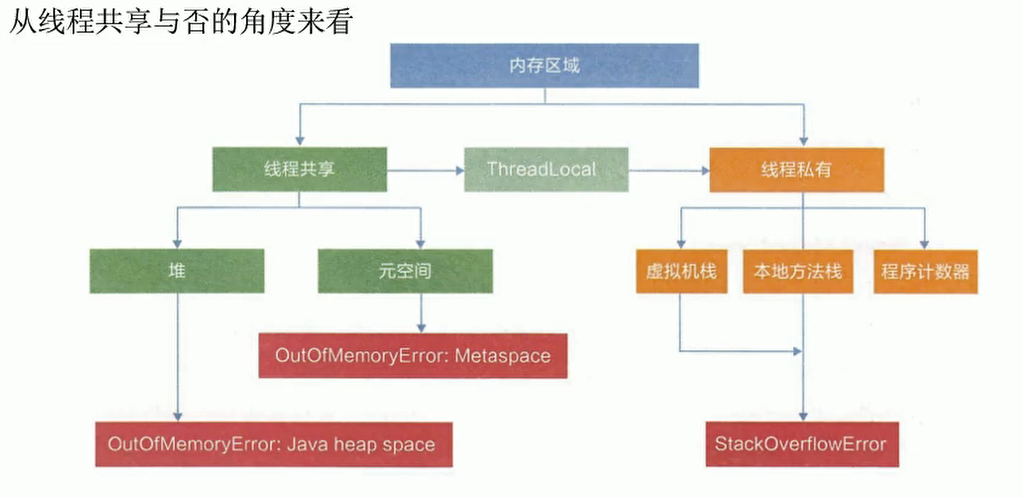 从线程共享与否的角度来看
内存区域
线程共享
ThreadLocal
线程私有
堆
元空间
虚拟机栈
本地方法栈
程序计数器
OutOfMemoryError: Metaspace
OutOfMemoryError: Java heap space
StackOverflowError